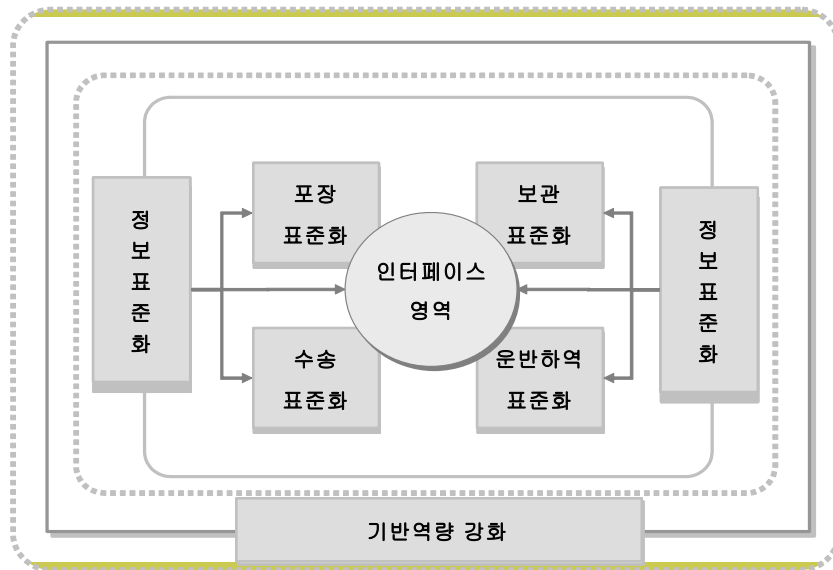 정
보
표
준
화
포장
표준화
보관
표준화
인터페이스
영역
수송
표준화
운반하역
표준화
정
보
표
준
화
기반역량 강화